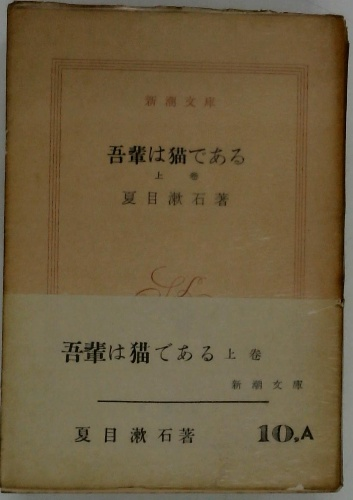 新潮文庫
吾輩は猫である
上巻
夏目漱石著
吾輩は猫である 上巻
新潮文庫
夏目漱石著 10.A